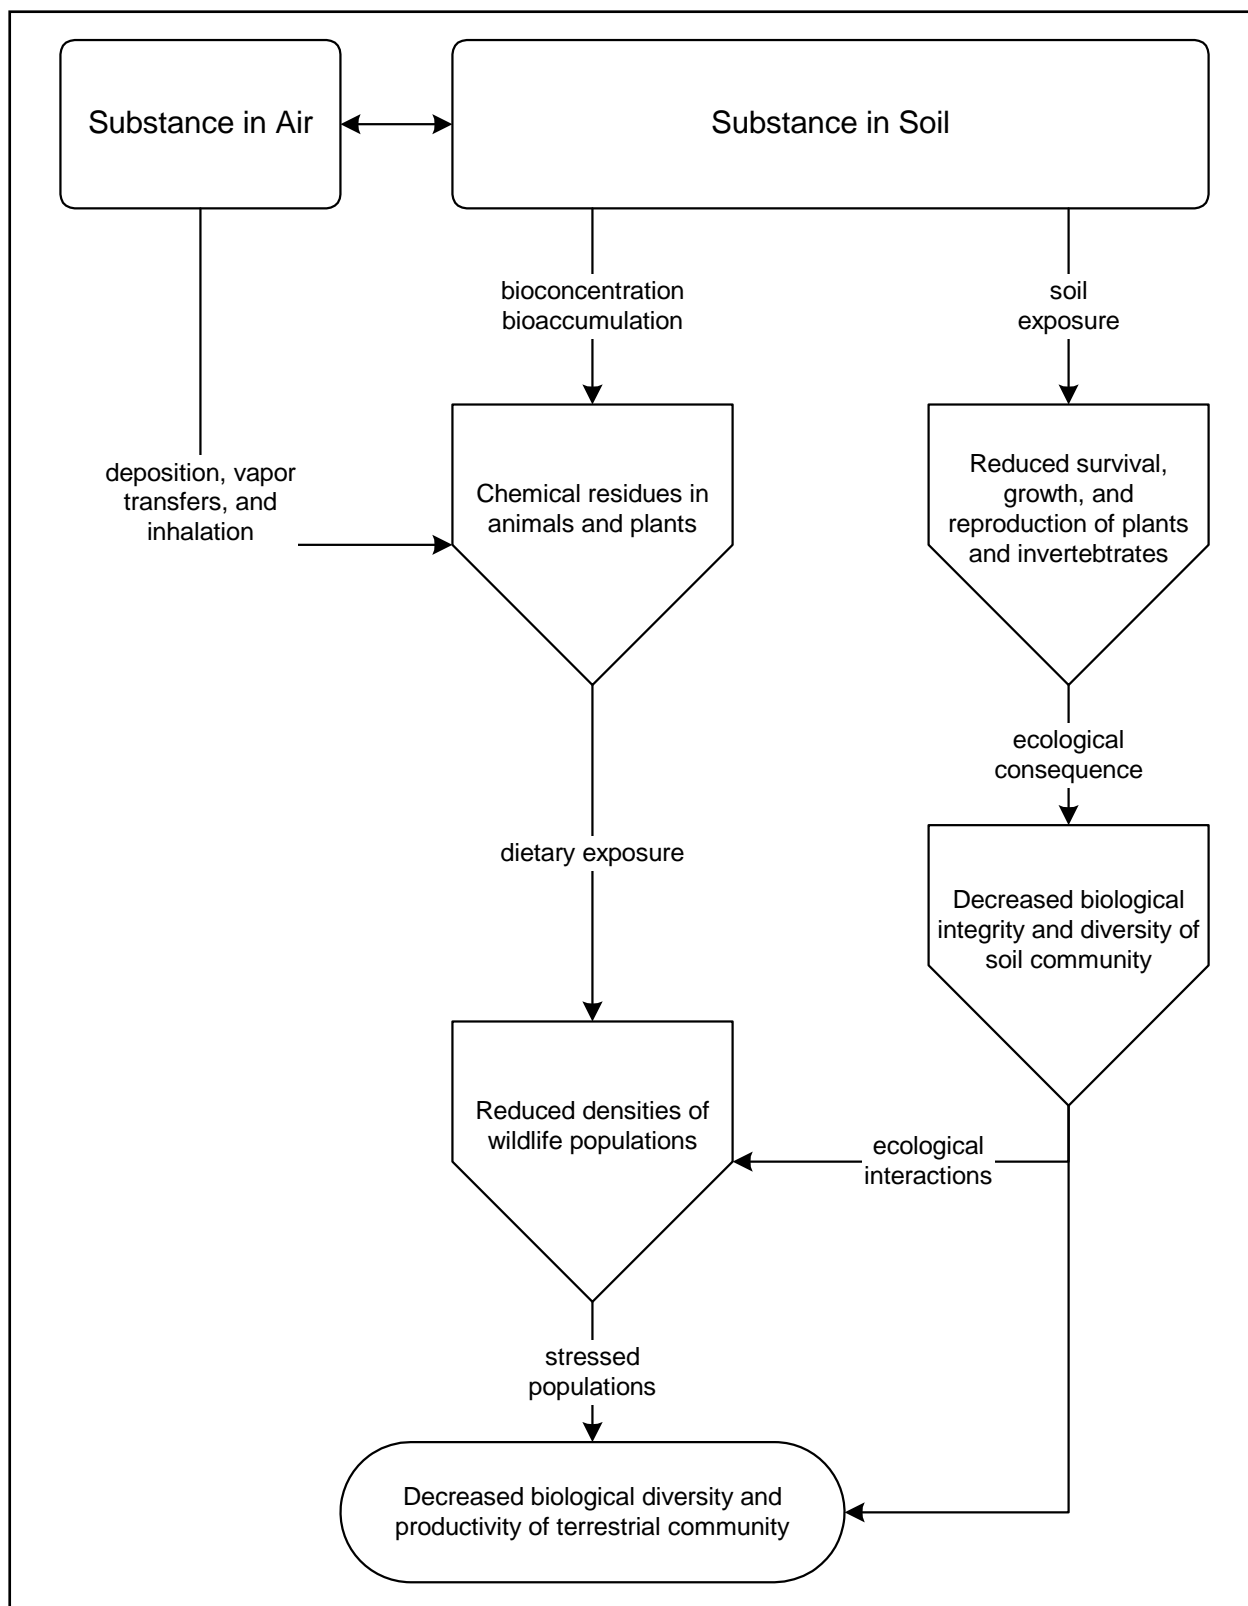 Substance in Air
Substance in Soil
bioconcentration
bioaccumulation
soil
exposure
deposition, vapor
transfers, and
inhalation
Chemical residues in
animals and plants
Reduced survival,
growth, and
reproduction of plants
and invertebtrates
ecological
consequence
dietary exposure
Decreased biological
integrity and diversity of
soil community
Reduced densities of
wildlife populations
ecological
interactions
stressed
populations
Decreased biological diversity and
productivity of terrestrial community